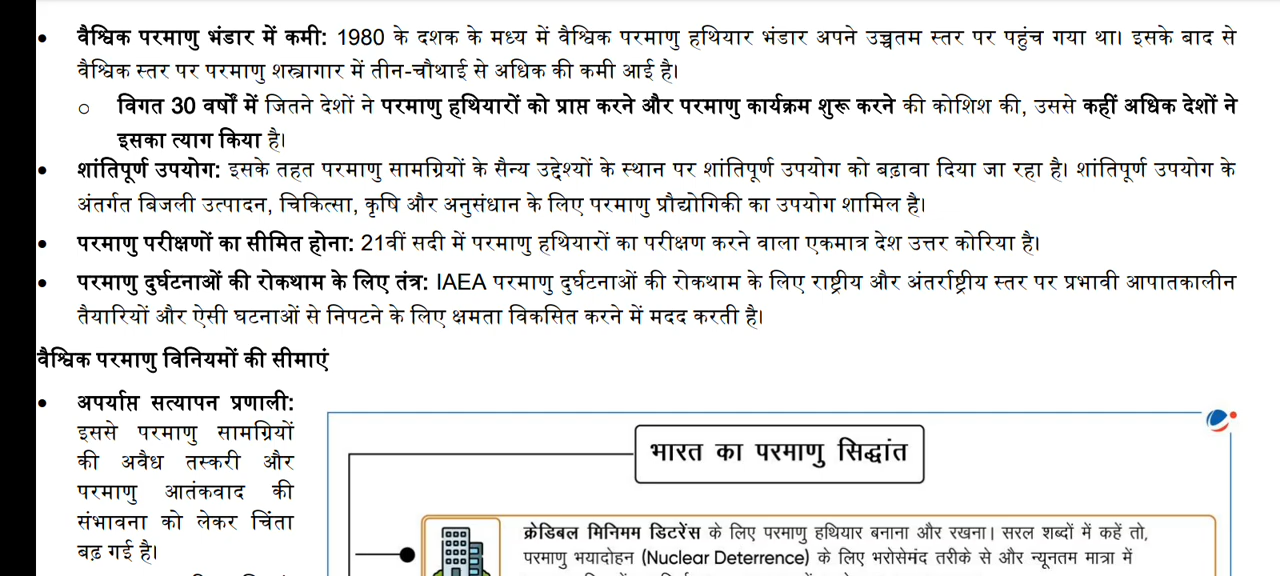 • वैश्विक परमाणु भंडार में कमी: 1980 के दशक के मध्य में वैश्विक परमाणु हथियार भंडार अपने उच्चतम स्तर पर पहुंच गया था। इसके बाद से
वैश्विक स्तर पर परमाणु शस्त्रागार में तीन-चौथाई से अधिक की कमी आई है।
o विगत 30 वर्षों में जितने देशों ने परमाणु हथियारों को प्राप्त करने और परमाणु कार्यक्रम शुरू करने की कोशिश की, उससे कहीं अधिक देशों ने
इसका त्याग किया है।
• शांतिपूर्ण उपयोग: इसके तहत परमाणु सामग्रियों के सैन्य उद्देश्यों के स्थान पर शांतिपूर्ण उपयोग को बढ़ावा दिया जा रहा है। शांतिपूर्ण उपयोग के
अंतर्गत बिजली उत्पादन, चिकित्सा, कृषि और अनुसंधान के लिए परमाणु प्रौद्योगिकी का उपयोग शामिल है।
• परमाणु परीक्षणों का सीमित होना: 21वीं सदी में परमाणु हथियारों का परीक्षण करने वाला एकमात्र देश उत्तर कोरिया है।
• परमाणु दुर्घटनाओं की रोकथाम के लिए तंत्र: IAEA परमाणु दुर्घटनाओं की रोकथाम के लिए राष्ट्रीय और अंतर्राष्ट्रीय स्तर पर प्रभावी आपातकालीन
तैयारियों और ऐसी घटनाओं से निपटने के लिए क्षमता विकसित करने में मदद करती है।
वैश्विक परमाणु विनियमों की सीमाएं
• अपर्याप्त सत्यापन प्रणाली:
इससे परमाणु सामग्रियों
की अवैध तस्करी और
परमाणु आतंकवाद की
संभावना को लेकर चिंता
बढ़ गई है।
भारत का परमाणु सिद्धांत
क्रेडिबल मिनिमम डिटरेंस के लिए परमाणु हथियार बनाना और रखना। सरल शब्दों में कहें तो,
परमाणु भयादोहन (Nuclear Deterrence) के लिए भरोसेमंद तरीके से और न्यूनतम मात्रा में